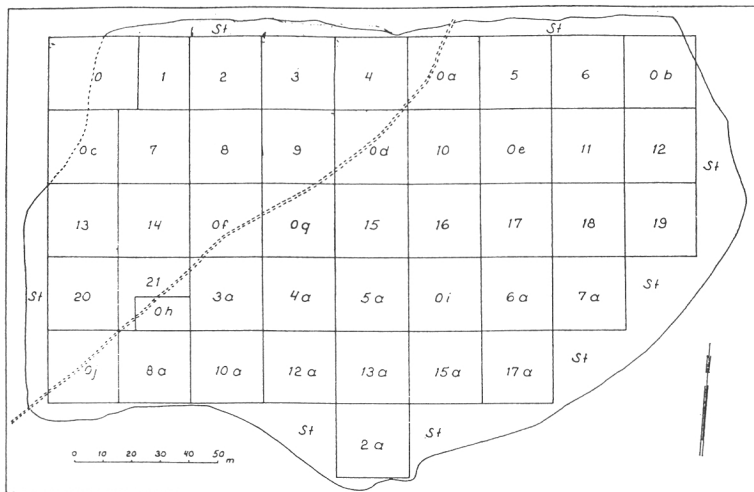 St St
0 1 2 3 4 0a 5 6 0b
0c 7 8 9 0d 10 0e 11 12
St
13 14 0f 0g 15 16 17 18 19
21
St 20 0h 3a 4a 5a 0i 6a 7a St
0j 8a 10a 12a 13a 15a 17a St
St 2a St
0 10 20 30 40 50 m